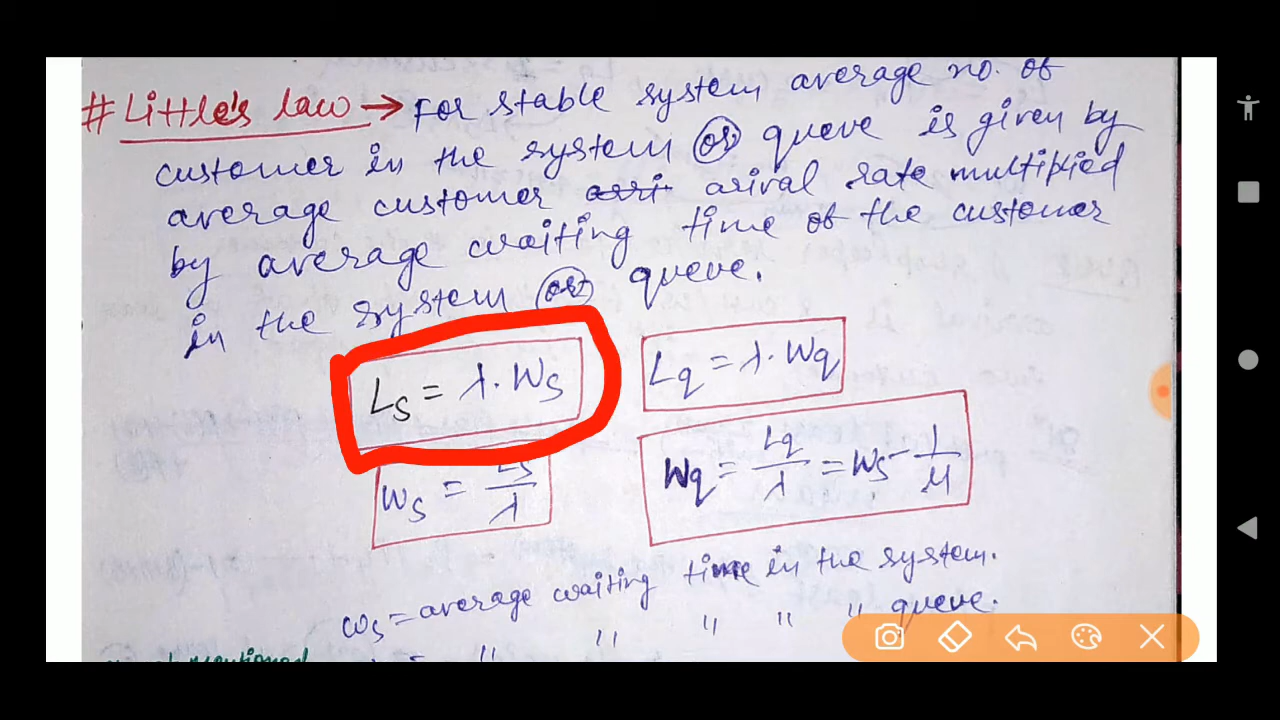 # Little's law → For stable system average no. of
customer in the system or queue is given by
average customer arival rate multiplied
by average waiting time of the customer
in the system or queue.
Ls = λ. Ws
Lq = λ. Wq
Ws = Ls/λ
Wq = Lq/λ = Ws - 1/μ
Ws = average waiting time in the system.
" " " " queue.